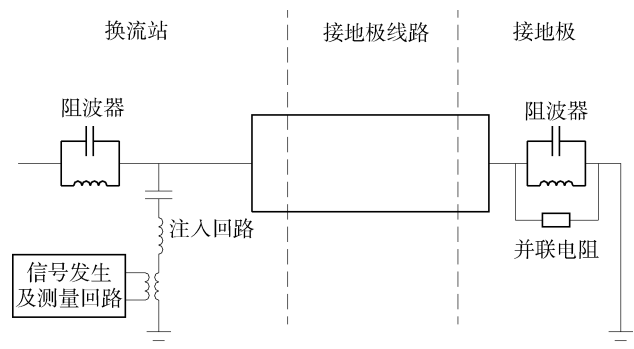 换流站
接地极线路
接地极
阻波器
阻波器
注入回路
并联电阻
信号发生
及测量回路